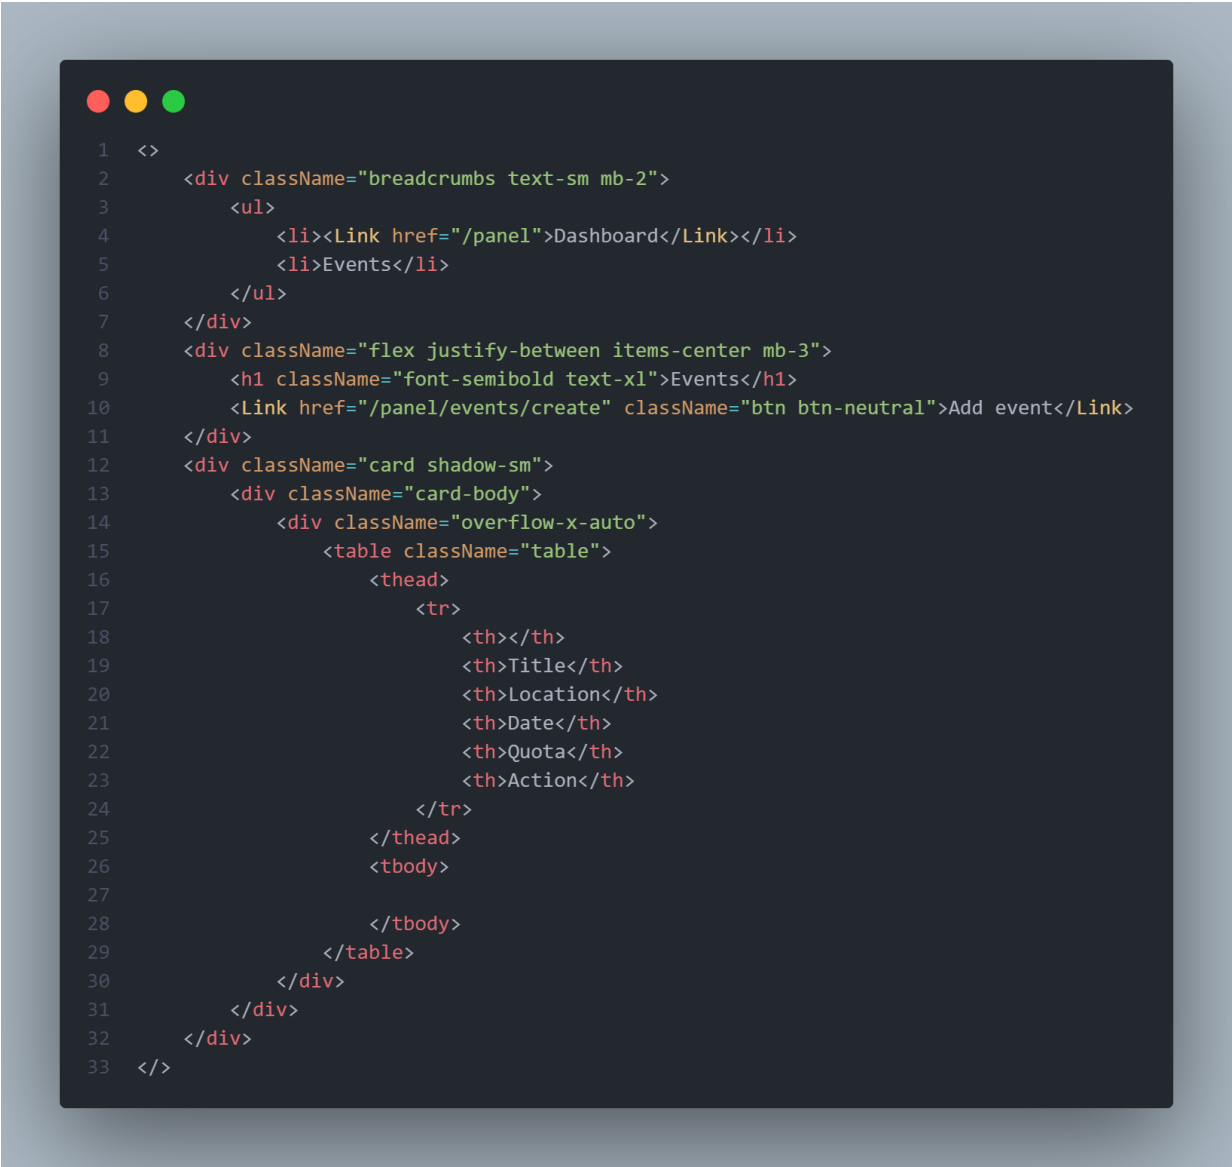 1 <>
2     <div className="breadcrumbs text-sm mb-2">
3         <ul>
4             <li><Link href="/panel">Dashboard</Link></li>
5             <li>Events</li>
6         </ul>
7     </div>
8     <div className="flex justify-between items-center mb-3">
9         <h1 className="font-semibold text-xl">Events</h1>
10         <Link href="/panel/events/create" className="btn btn-neutral">Add event</Link>
11     </div>
12     <div className="card shadow-sm">
13         <div className="card-body">
14             <div className="overflow-x-auto">
15                 <table className="table">
16                     <thead>
17                         <tr>
18                             <th></th>
19                             <th>Title</th>
20                             <th>Location</th>
21                             <th>Date</th>
22                             <th>Quota</th>
23                             <th>Action</th>
24                         </tr>
25                     </thead>
26                     <tbody>
27
28                     </tbody>
29                 </table>
30             </div>
31         </div>
32     </div>
33 </>